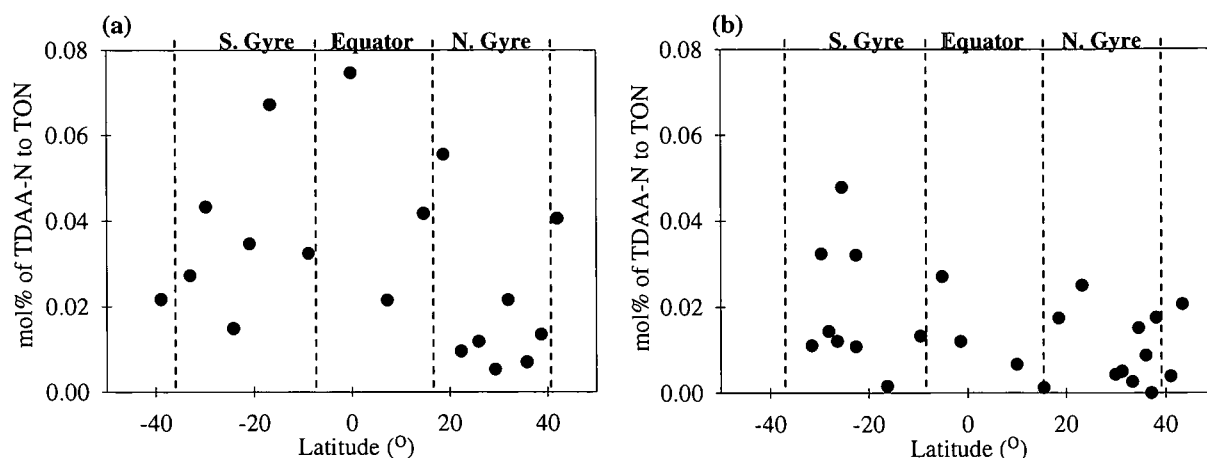 (a)
S. Gyre Equator N. Gyre
0.08
0.06
0.04
0.02
0.00
mol% of TDAA-N to TON
-40 -20 0 20 40
Latitude (O)
(b)
S. Gyre Equator N. Gyre
0.08
0.06
0.04
0.02
0.00
mol% of TDAA-N to TON
-40 -20 0 20 40
Latitude (O)